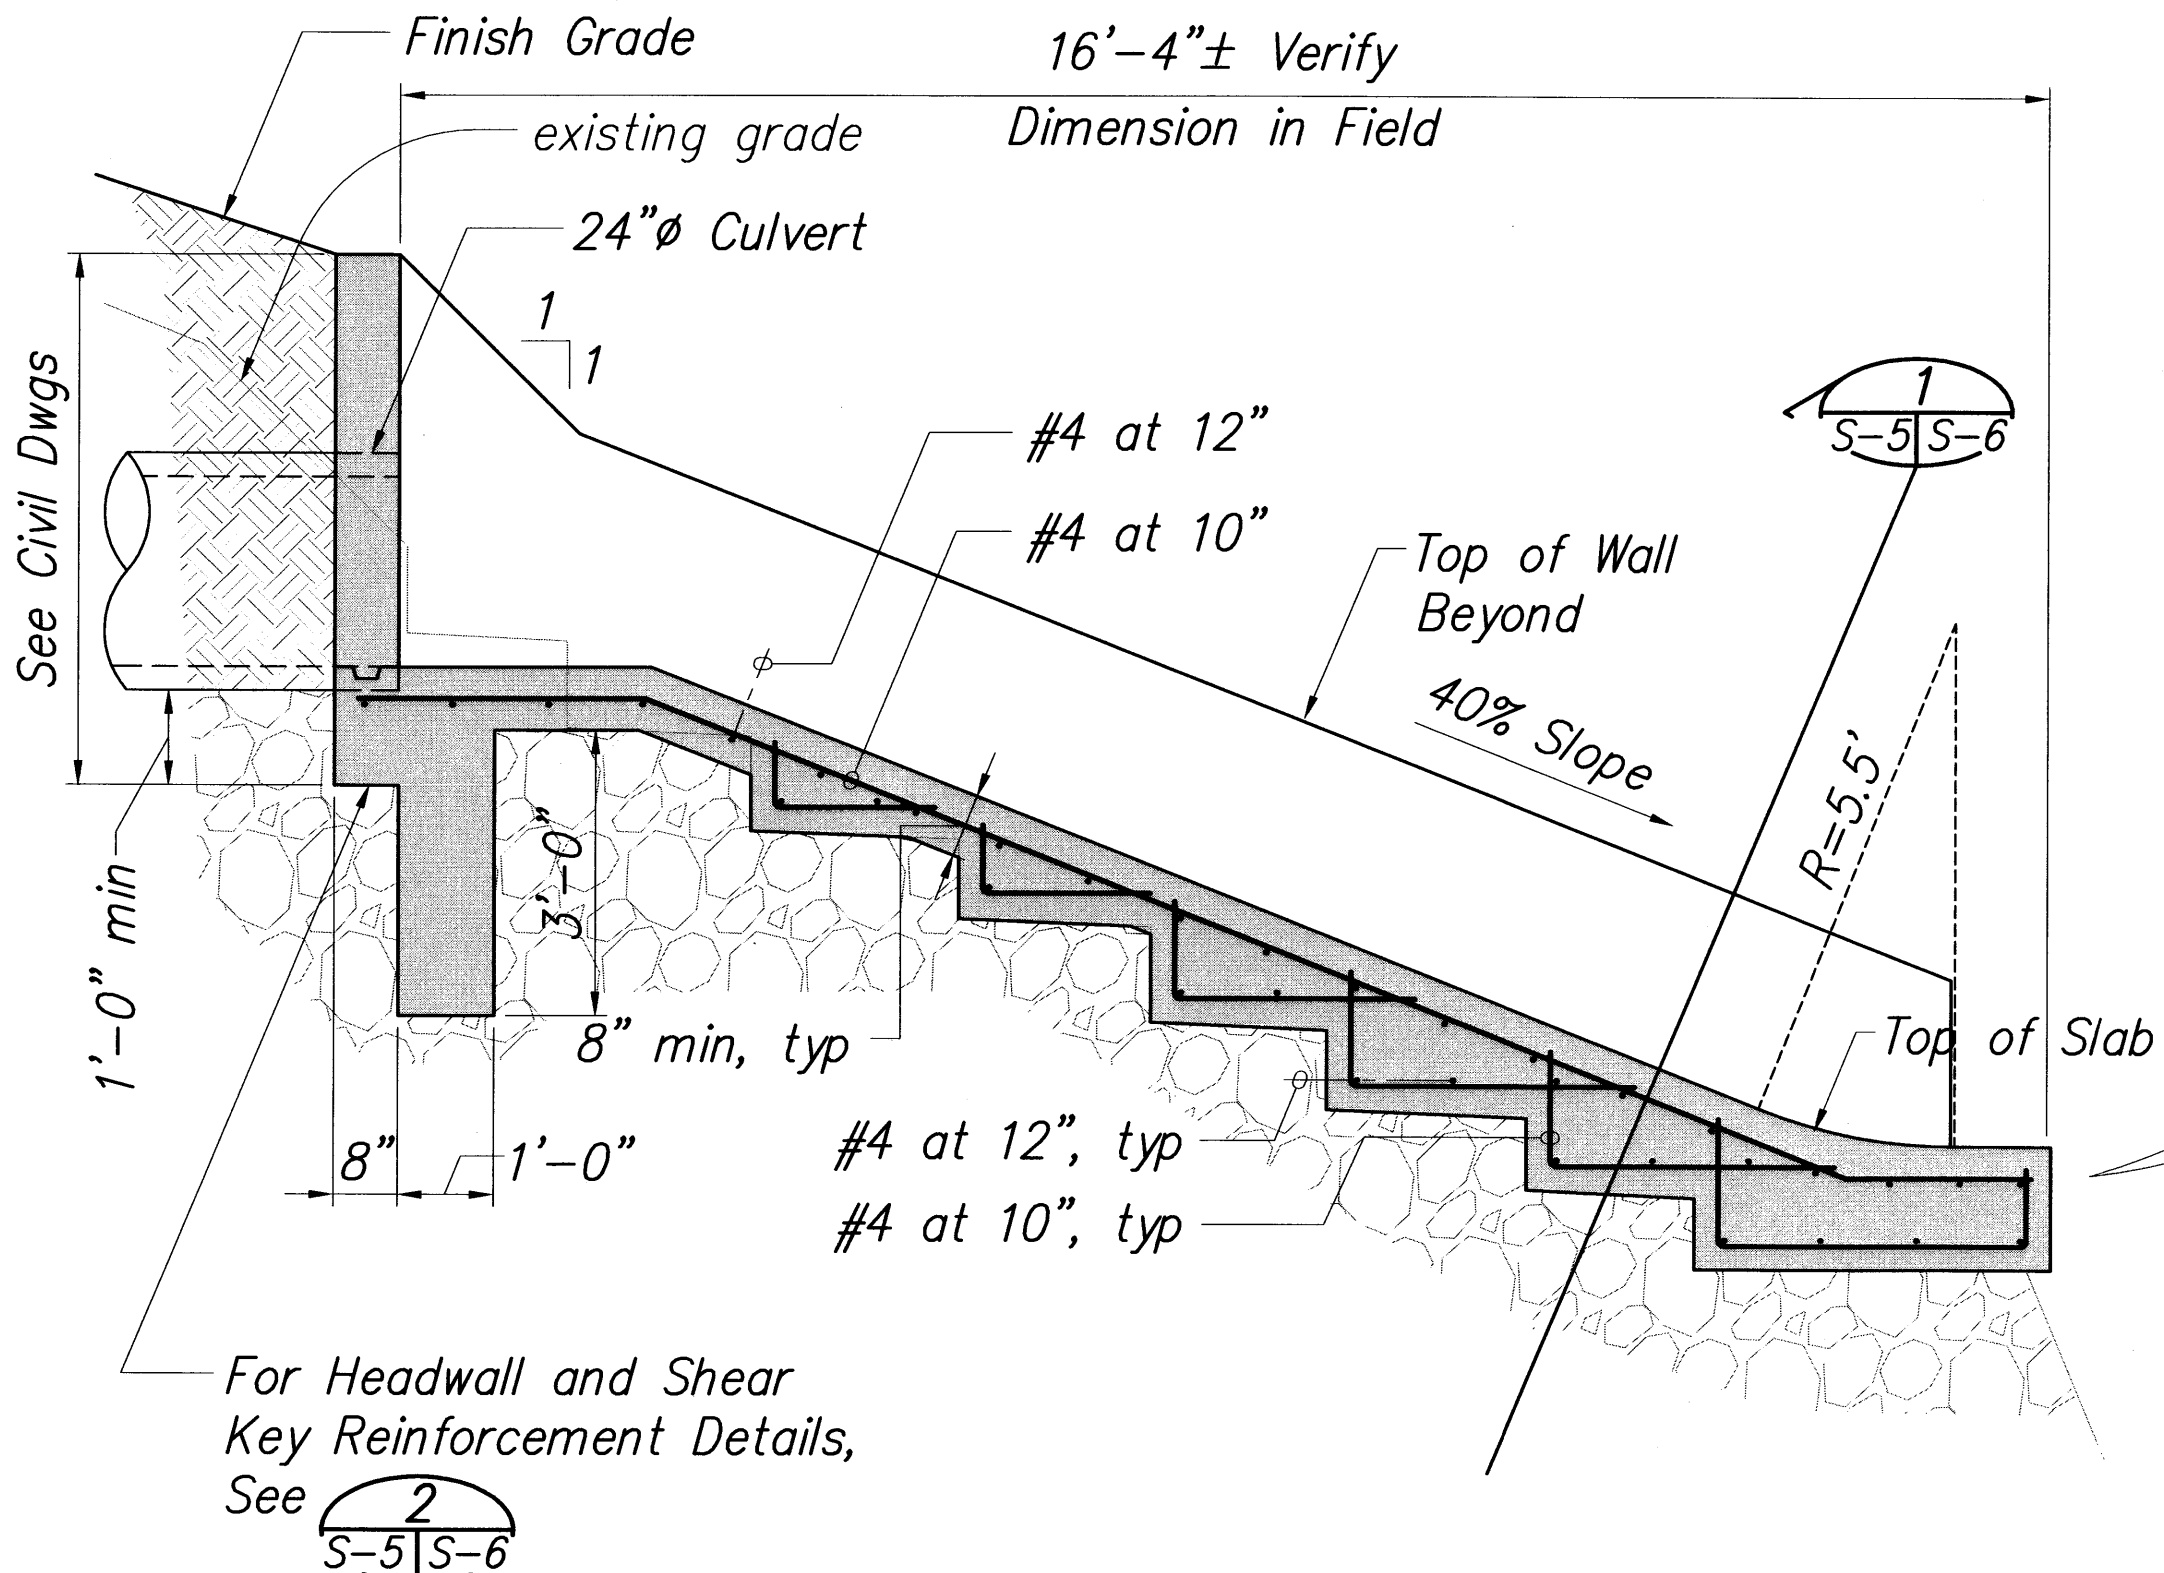 Finish Grade
16'-4"± Verify
Dimension in Field
existing grade
24"ø Culvert
1
1
See Civil Dwgs
#4 at 12"
#4 at 10"
1
S-5 S-6
Top of Wall
Beyond
40% Slope
R=5.5'
1'-0" min
3'-0"
8" min, typ
Top of Slab
8"
1'-0"
#4 at 12", typ
#4 at 10", typ
For Headwall and Shear
Key Reinforcement Details,
See
2
S-5 S-6